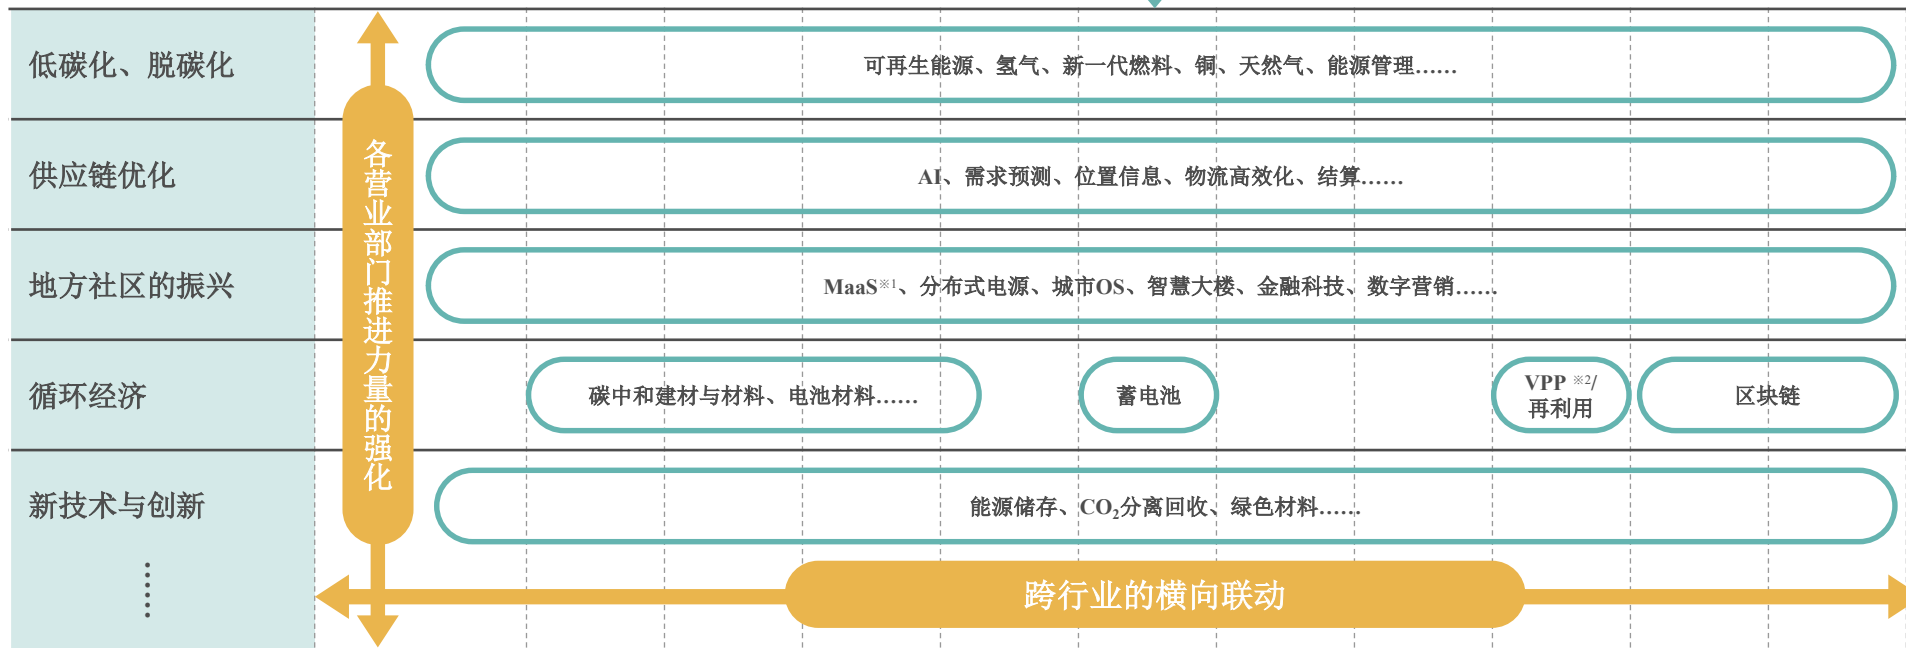 低碳化、脱碳化
可再生能源、氢气、新一代燃料、铜、天然气、能源管理……
供应链优化
AI、需求预测、位置信息、物流高效化、结算……
地方社区的振兴
MaaS※1、分布式电源、城市OS、智慧大楼、金融科技、数字营销……
循环经济
碳中和建材与材料、电池材料……
蓄电池
VPP ※2/
再利用
区块链
新技术与创新
能源储存、CO₂分离回收、绿色材料……
……
各营业部门推进力量的强化
跨行业的横向联动